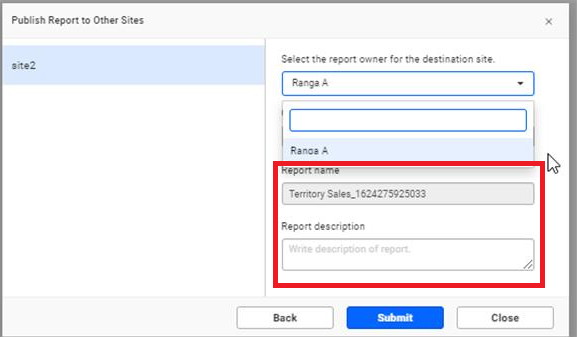 Publish Report to Other Sites
×
site2
Select the report owner for the destination site.
Ranga A
Ranga A
Report name
Territory Sales_1624275925033
Report description
Write description of report.
Back
Submit
Close